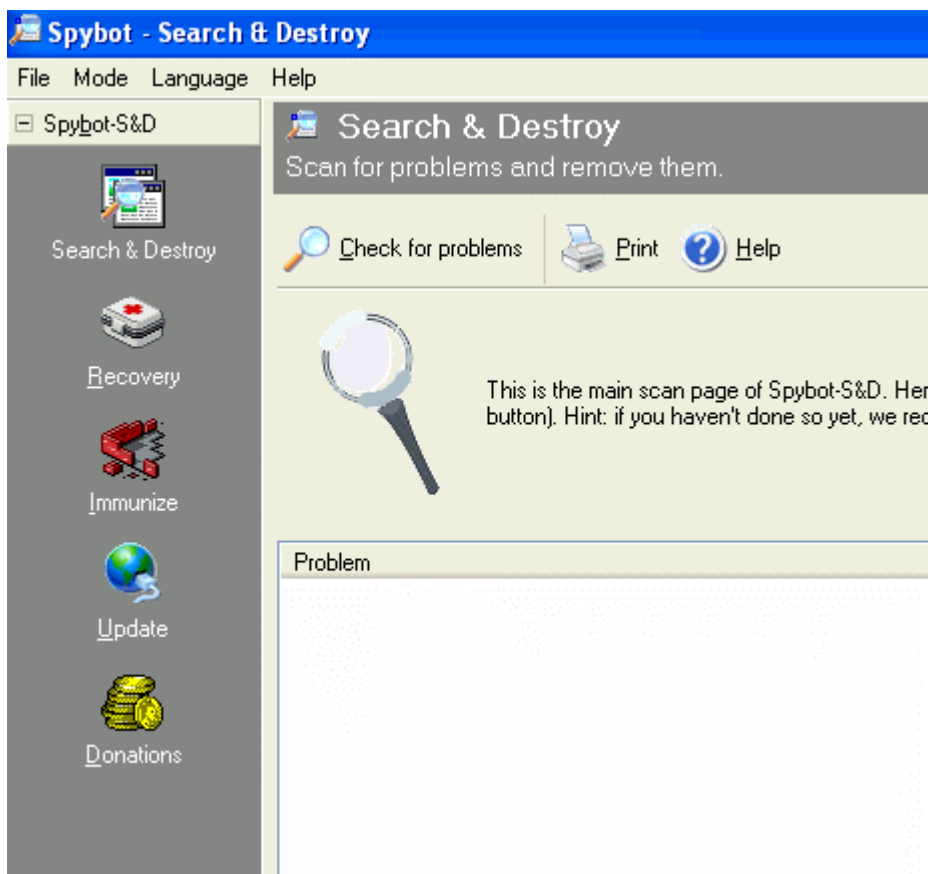 Spybot - Search & Destroy
File Mode Language Help
Spybot-S&D
Search & Destroy
Scan for problems and remove them.
Check for problems Print Help
Search & Destroy
Recovery
Immunize
Update
Donations
This is the main scan page of Spybot-S&D. Her
button). Hint: if you haven't done so yet, we rec
Problem